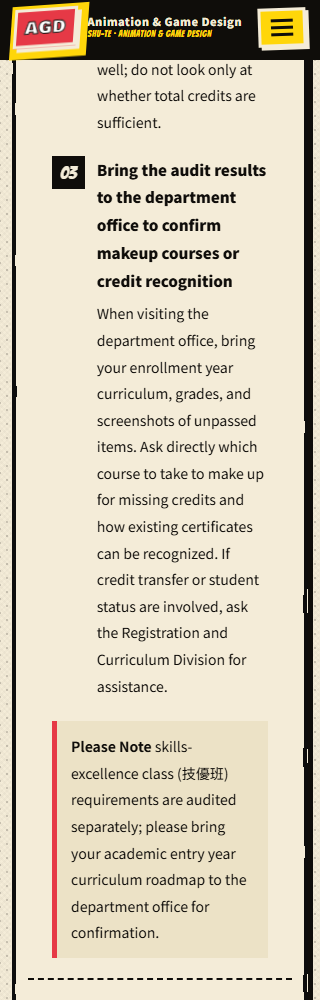 AGD
Animation & Game Design
SHU-TE · ANIMATION & GAME DESIGN
well; do not look only at
whether total credits are
sufficient.
03
Bring the audit results
to the department
office to confirm
makeup courses or
credit recognition
When visiting the
department office, bring
your enrollment year
curriculum, grades, and
screenshots of unpassed
items. Ask directly which
course to take to make up
for missing credits and
how existing certificates
can be recognized. If
credit transfer or student
status are involved, ask
the Registration and
Curriculum Division for
assistance.
Please Note skills-
excellence class (技優班)
requirements are audited
separately; please bring
your academic entry year
curriculum roadmap to the
department office for
confirmation.